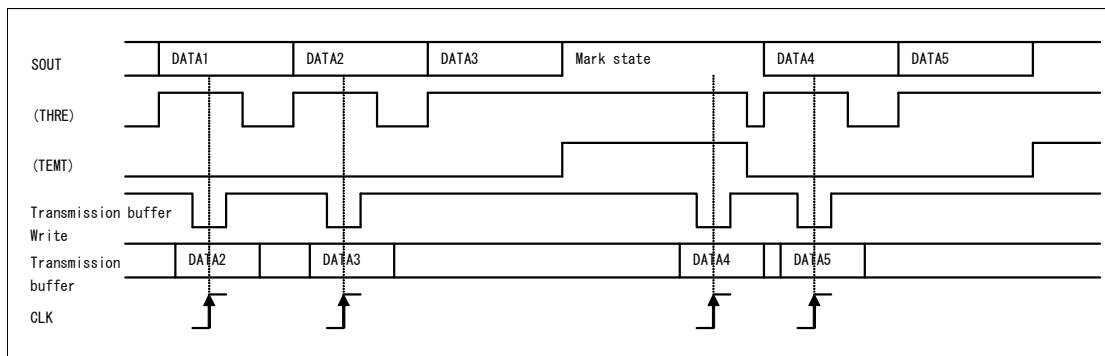 SOUT DATA1 DATA2 DATA3 Mark state DATA4 DATA5
(THRE)
(TEMT)
Transmission buffer
Write
Transmission DATA2 DATA3 DATA4 DATA5
buffer
CLK